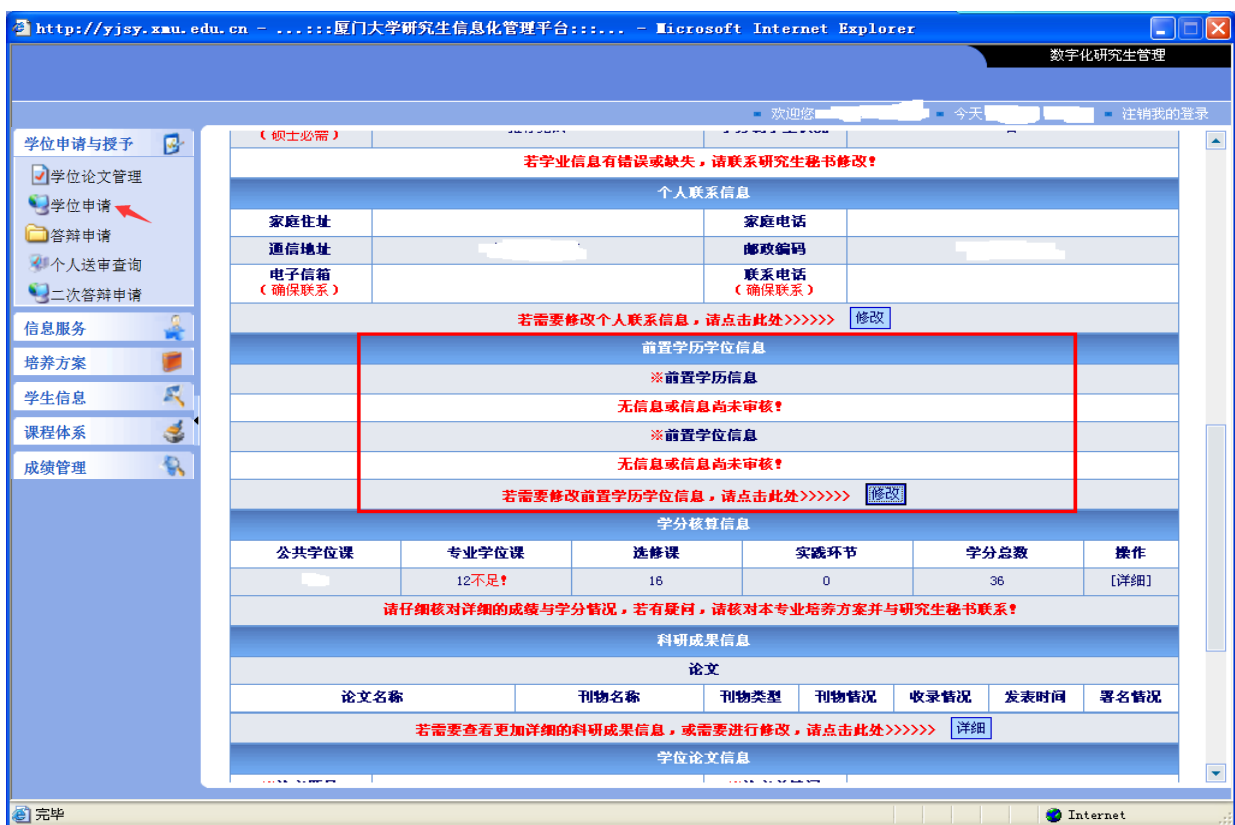 http://yjsy.xmu.edu.cn - ...:::厦门大学研究生信息化管理平台:::... - Microsoft Internet Explorer
数字化研究生管理
欢迎您 今天 注销我的登录
学位申请与授予
学位论文管理
学位申请
答辩申请
个人送审查询
二次答辩申请
信息服务
培养方案
学生信息
课程体系
成绩管理
(硕士必需)
若学业信息有错误或缺失，请联系研究生秘书修改！
个人联系信息
家庭住址 家庭电话
通信地址 邮政编码
电子信箱 联系电话
(确保联系) (确保联系)
若需要修改个人联系信息，请点击此处>>>>>> 修改
前置学历学位信息
※前置学历信息
无信息或信息尚未审核！
※前置学位信息
无信息或信息尚未审核！
若需要修改前置学历学位信息，请点击此处>>>>>> 修改
学分核算信息
公共学位课 专业学位课 选修课 实践环节 学分总数 操作
12不足！ 16 0 36 [详细]
请仔细核对详细的成绩与学分情况，若有疑问，请核对本专业培养方案并与研究生秘书联系！
科研成果信息
论文
论文名称 刊物名称 刊物类型 刊物情况 收录情况 发表时间 署名情况
若需要查看更加详细的科研成果信息，或需要进行修改，请点击此处>>>>>> 详细
学位论文信息
完毕 Internet